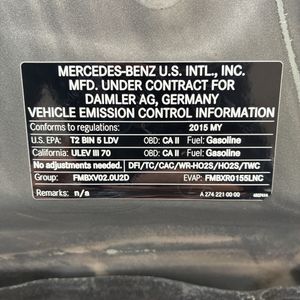 MERCEDES-BENZ U.S. INTL., INC.
MFD. UNDER CONTRACT FOR
DAIMLER AG, GERMANY
VEHICLE EMISSION CONTROL INFORMATION
Conforms to regulations: 2015 MY
U.S. EPA: T2 BIN 5 LDV OBD: CA II Fuel: Gasoline
California: ULEV III 70 OBD: CA II Fuel: Gasoline
No adjustments needed. DFI/TC/CAC/WR-HO2S/HO2S/TWC
Group: FMBXV02.0U2D EVAP: FMBXR0155LNC
Remarks: n/a A 274 221 00 00